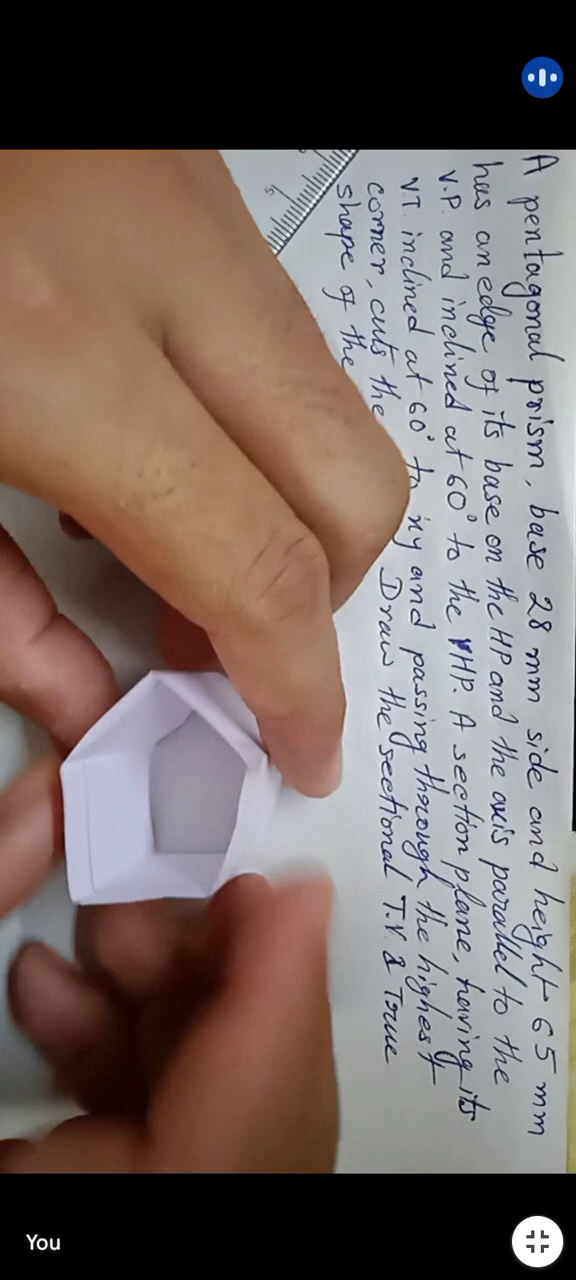 A pentagonal prism, base 28 mm side and height 65 mm
has an edge of its base on the HP and the axis parallel to the
V.P. and inclined at 60° to the HP. A section plane, having its
V.T. inclined at 60° to xy and passing through the highest
corner, cuts the Draw the sectional T.V. & True
shape of the
5
You